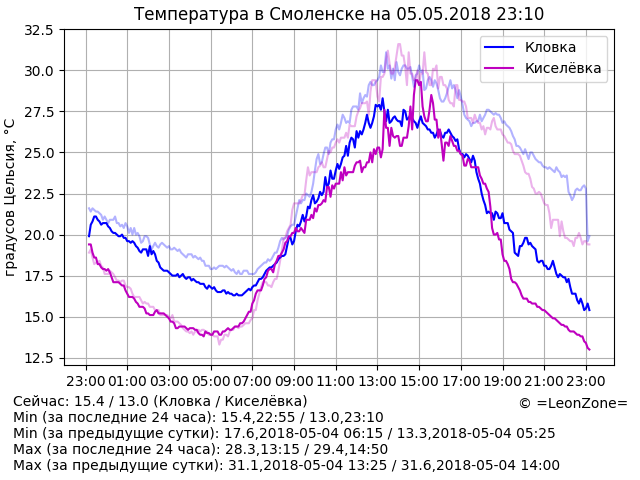 Температура в Смоленске на 05.05.2018 23:10
градусов Цельсия, °C
32.5
30.0
27.5
25.0
22.5
20.0
17.5
15.0
12.5
Кловка
Киселёвка
23:00 01:00 03:00 05:00 07:00 09:00 11:00 13:00 15:00 17:00 19:00 21:00 23:00
© =LeonZone=
Сейчас: 15.4 / 13.0 (Кловка / Киселёвка)
Min (за последние 24 часа): 15.4,22:55 / 13.0,23:10
Min (за предыдущие сутки): 17.6,2018-05-04 06:15 / 13.3,2018-05-04 05:25
Max (за последние 24 часа): 28.3,13:15 / 29.4,14:50
Max (за предыдущие сутки): 31.1,2018-05-04 13:25 / 31.6,2018-05-04 14:00